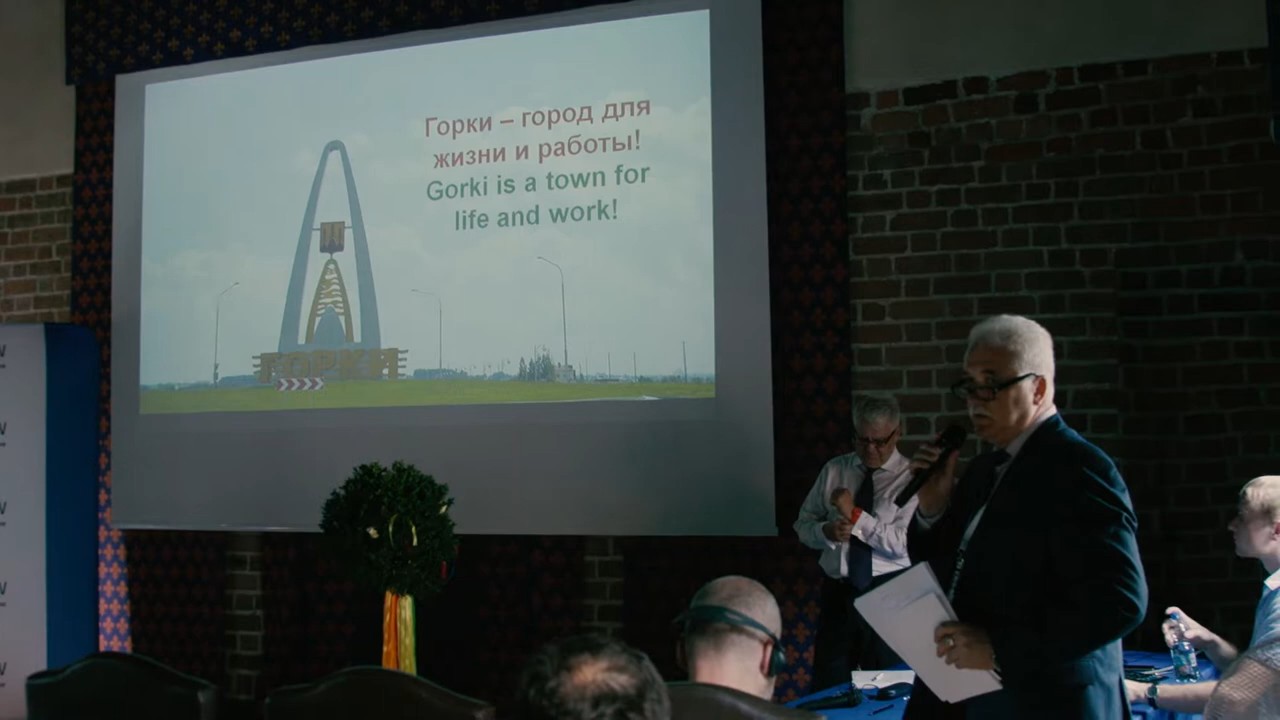 Горки – город для
жизни и работы!
Gorki is a town for
life and work!
ГОРКИ